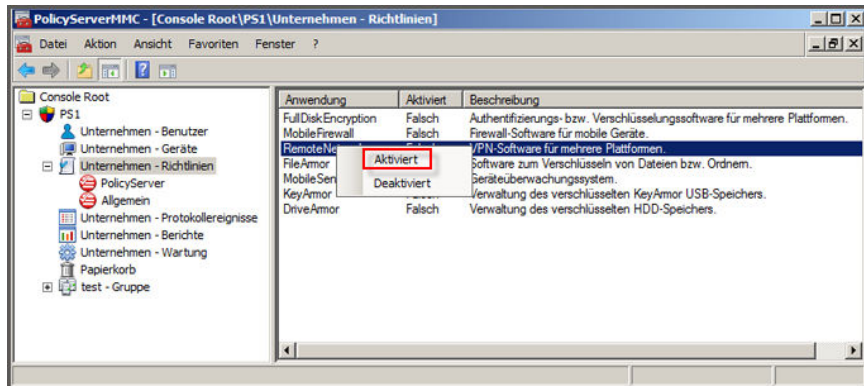 PolicyServerMMC - [Console Root\PS1\Unternehmen - Richtlinien]
Datei Aktion Ansicht Favoriten Fenster ?
Console Root
PS1
Unternehmen - Benutzer
Unternehmen - Geräte
Unternehmen - Richtlinien
PolicyServer
Allgemein
Unternehmen - Protokollereignisse
Unternehmen - Berichte
Unternehmen - Wartung
Papierkorb
test - Gruppe
Anwendung Aktiviert Beschreibung
FullDiskEncryption Falsch Authentifizierungs- bzw. Verschlüsselungssoftware für mehrere Plattformen.
MobileFirewall Falsch Firewall-Software für mobile Geräte.
VPN-Software für mehrere Plattformen.
FileArmor Software zum Verschlüseln von Dateien bzw. Ordnern.
MobileSen Geräteüberwachungssystem.
KeyArmor Verwaltung des verschlüsselten KeyArmor USB-Speichers.
DriveArmor Falsch Verwaltung des verschlüsselten HDD-Speichers.
Aktiviert
Deaktiviert